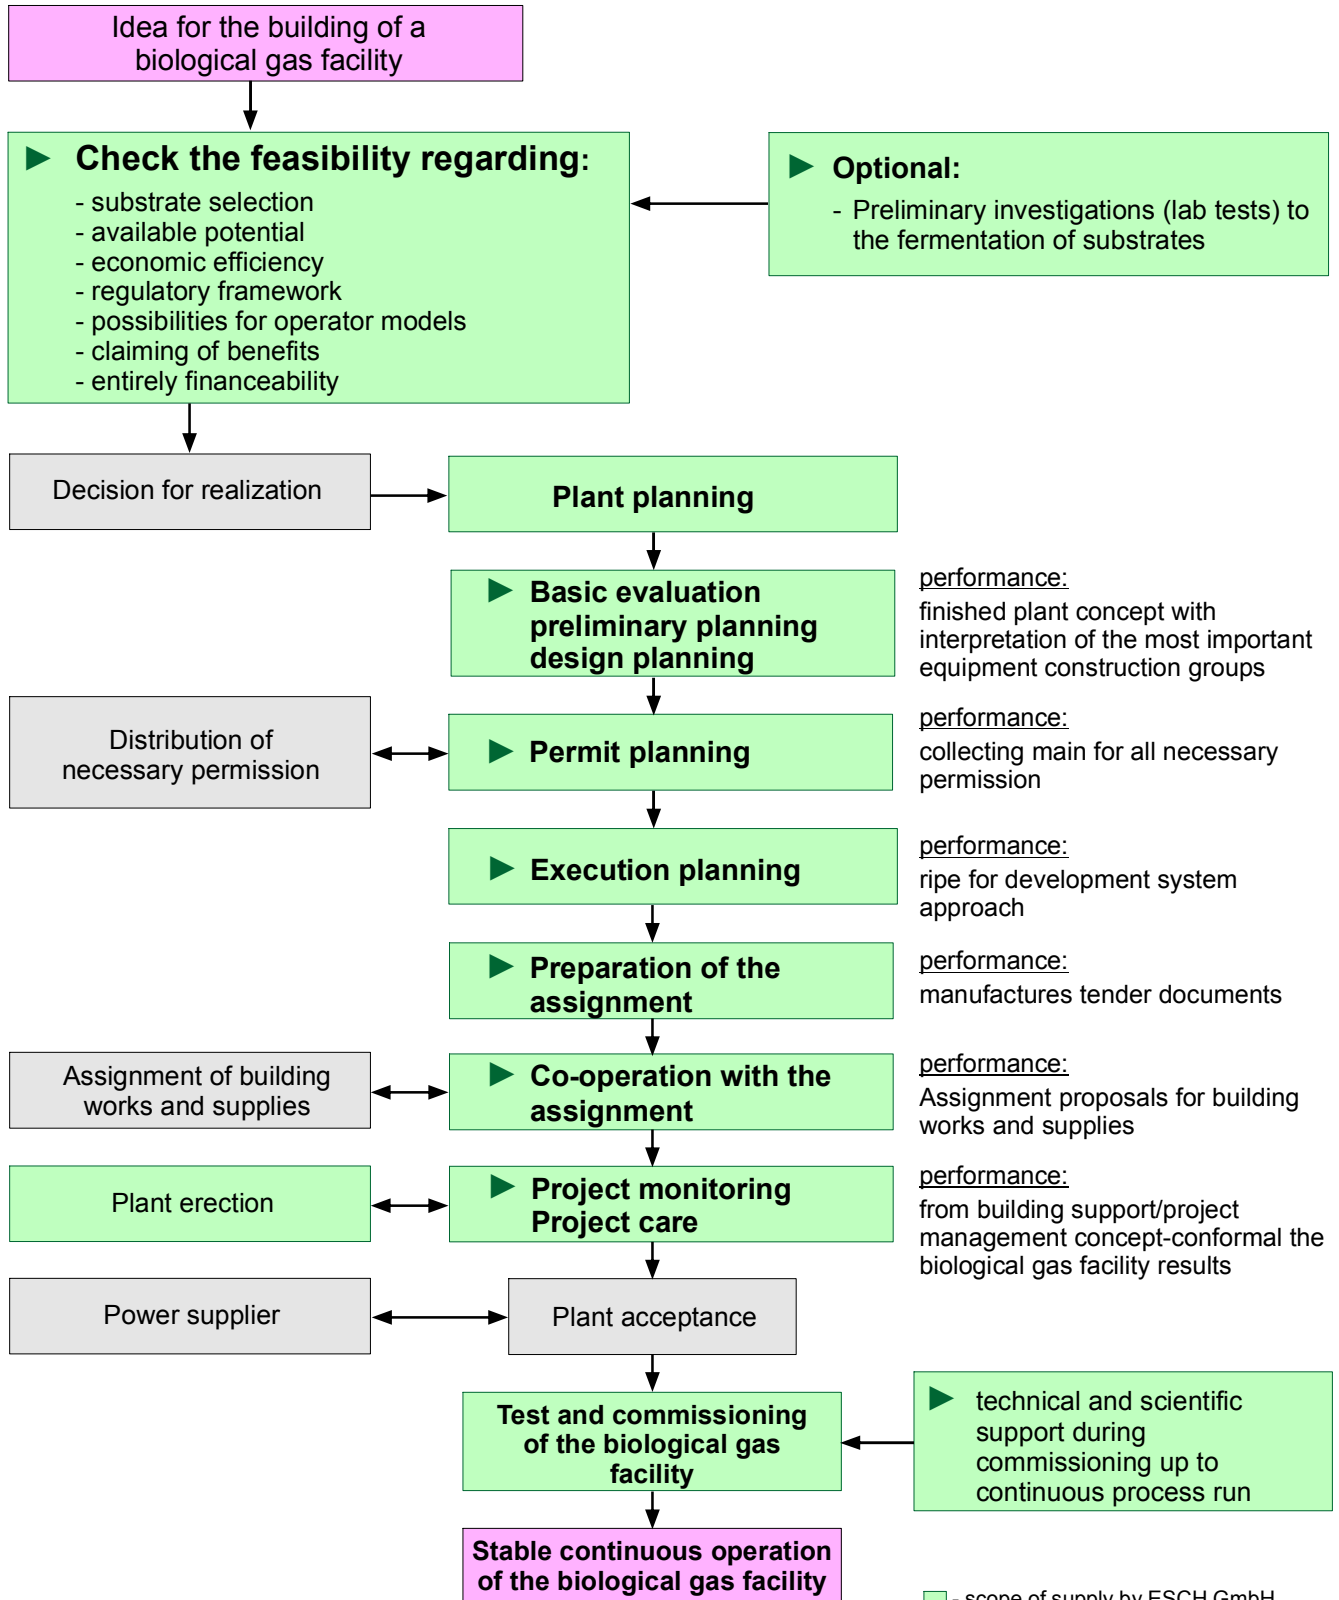 Idea for the building of a
biological gas facility
► Check the feasibility regarding:
- substrate selection
- available potential
- economic efficiency
- regulatory framework
- possibilities for operator models
- claiming of benefits
- entirely financeability
► Optional:
- Preliminary investigations (lab tests) to
the fermentation of substrates
Decision for realization
Plant planning
► Basic evaluation
preliminary planning
design planning
performance:
finished plant concept with
interpretation of the most important
equipment construction groups
Distribution of
necessary permission
► Permit planning
performance:
collecting main for all necessary
permission
► Execution planning
performance:
ripe for development system
approach
► Preparation of the
assignment
performance:
manufactures tender documents
Assignment of building
works and supplies
► Co-operation with the
assignment
performance:
Assignment proposals for building
works and supplies
Plant erection
► Project monitoring
Project care
performance:
from building support/project
management concept-conformal the
biological gas facility results
Power supplier
Plant acceptance
Test and commissioning
of the biological gas
facility
► technical and scientific
support during
commissioning up to
continuous process run
Stable continuous operation
of the biological gas facility
- scope of supply by ESCH GmbH